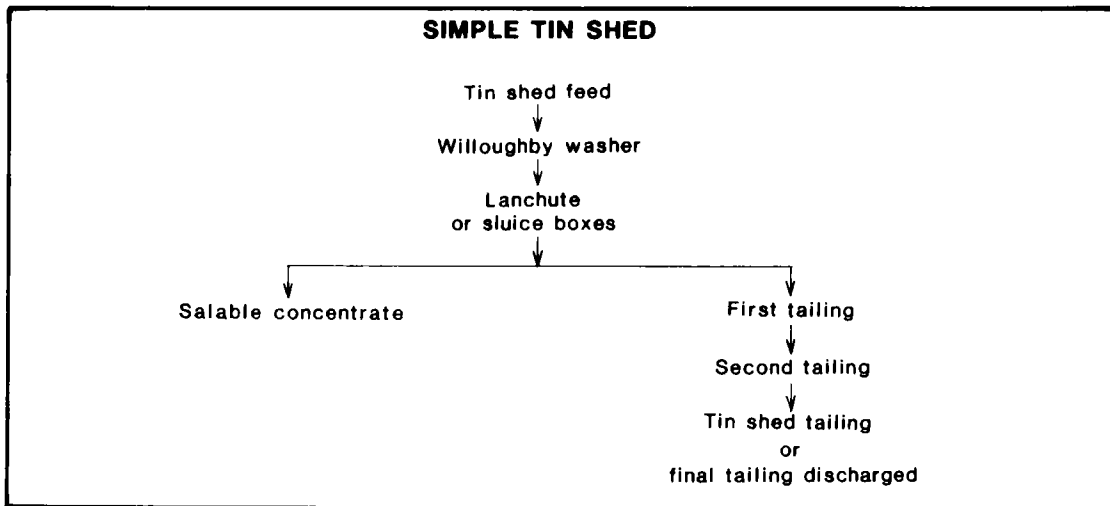 SIMPLE TIN SHED
Tin shed feed
Willoughby washer
Lanchute
or sluice boxes
Salable concentrate
First tailing
Second tailing
Tin shed tailing
or
final tailing discharged